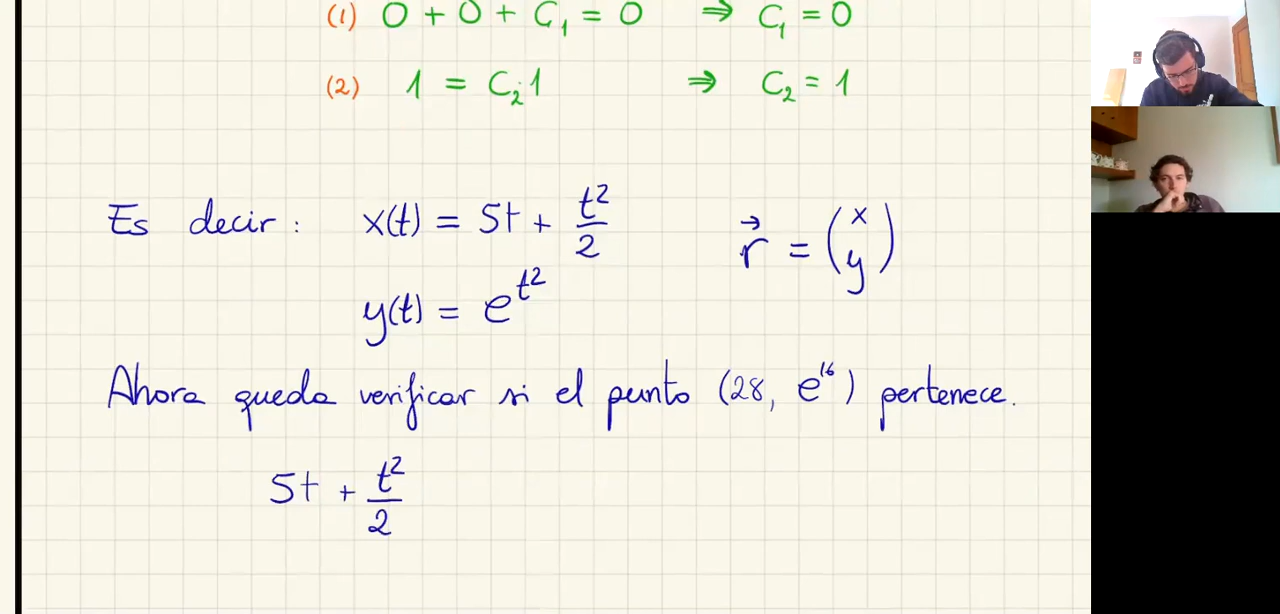 (1) 0 + 0 + C₁ = 0 ⇒ C₁ = 0
(2) 1 = C₂·1 ⇒ C₂ = 1
Es decir: x(t) = 5t + t²/2 r⃗ = (x y)
y(t) = e^t²
Ahora queda verificar si el punto (28, e¹⁶) pertenece.
5t + t²/2